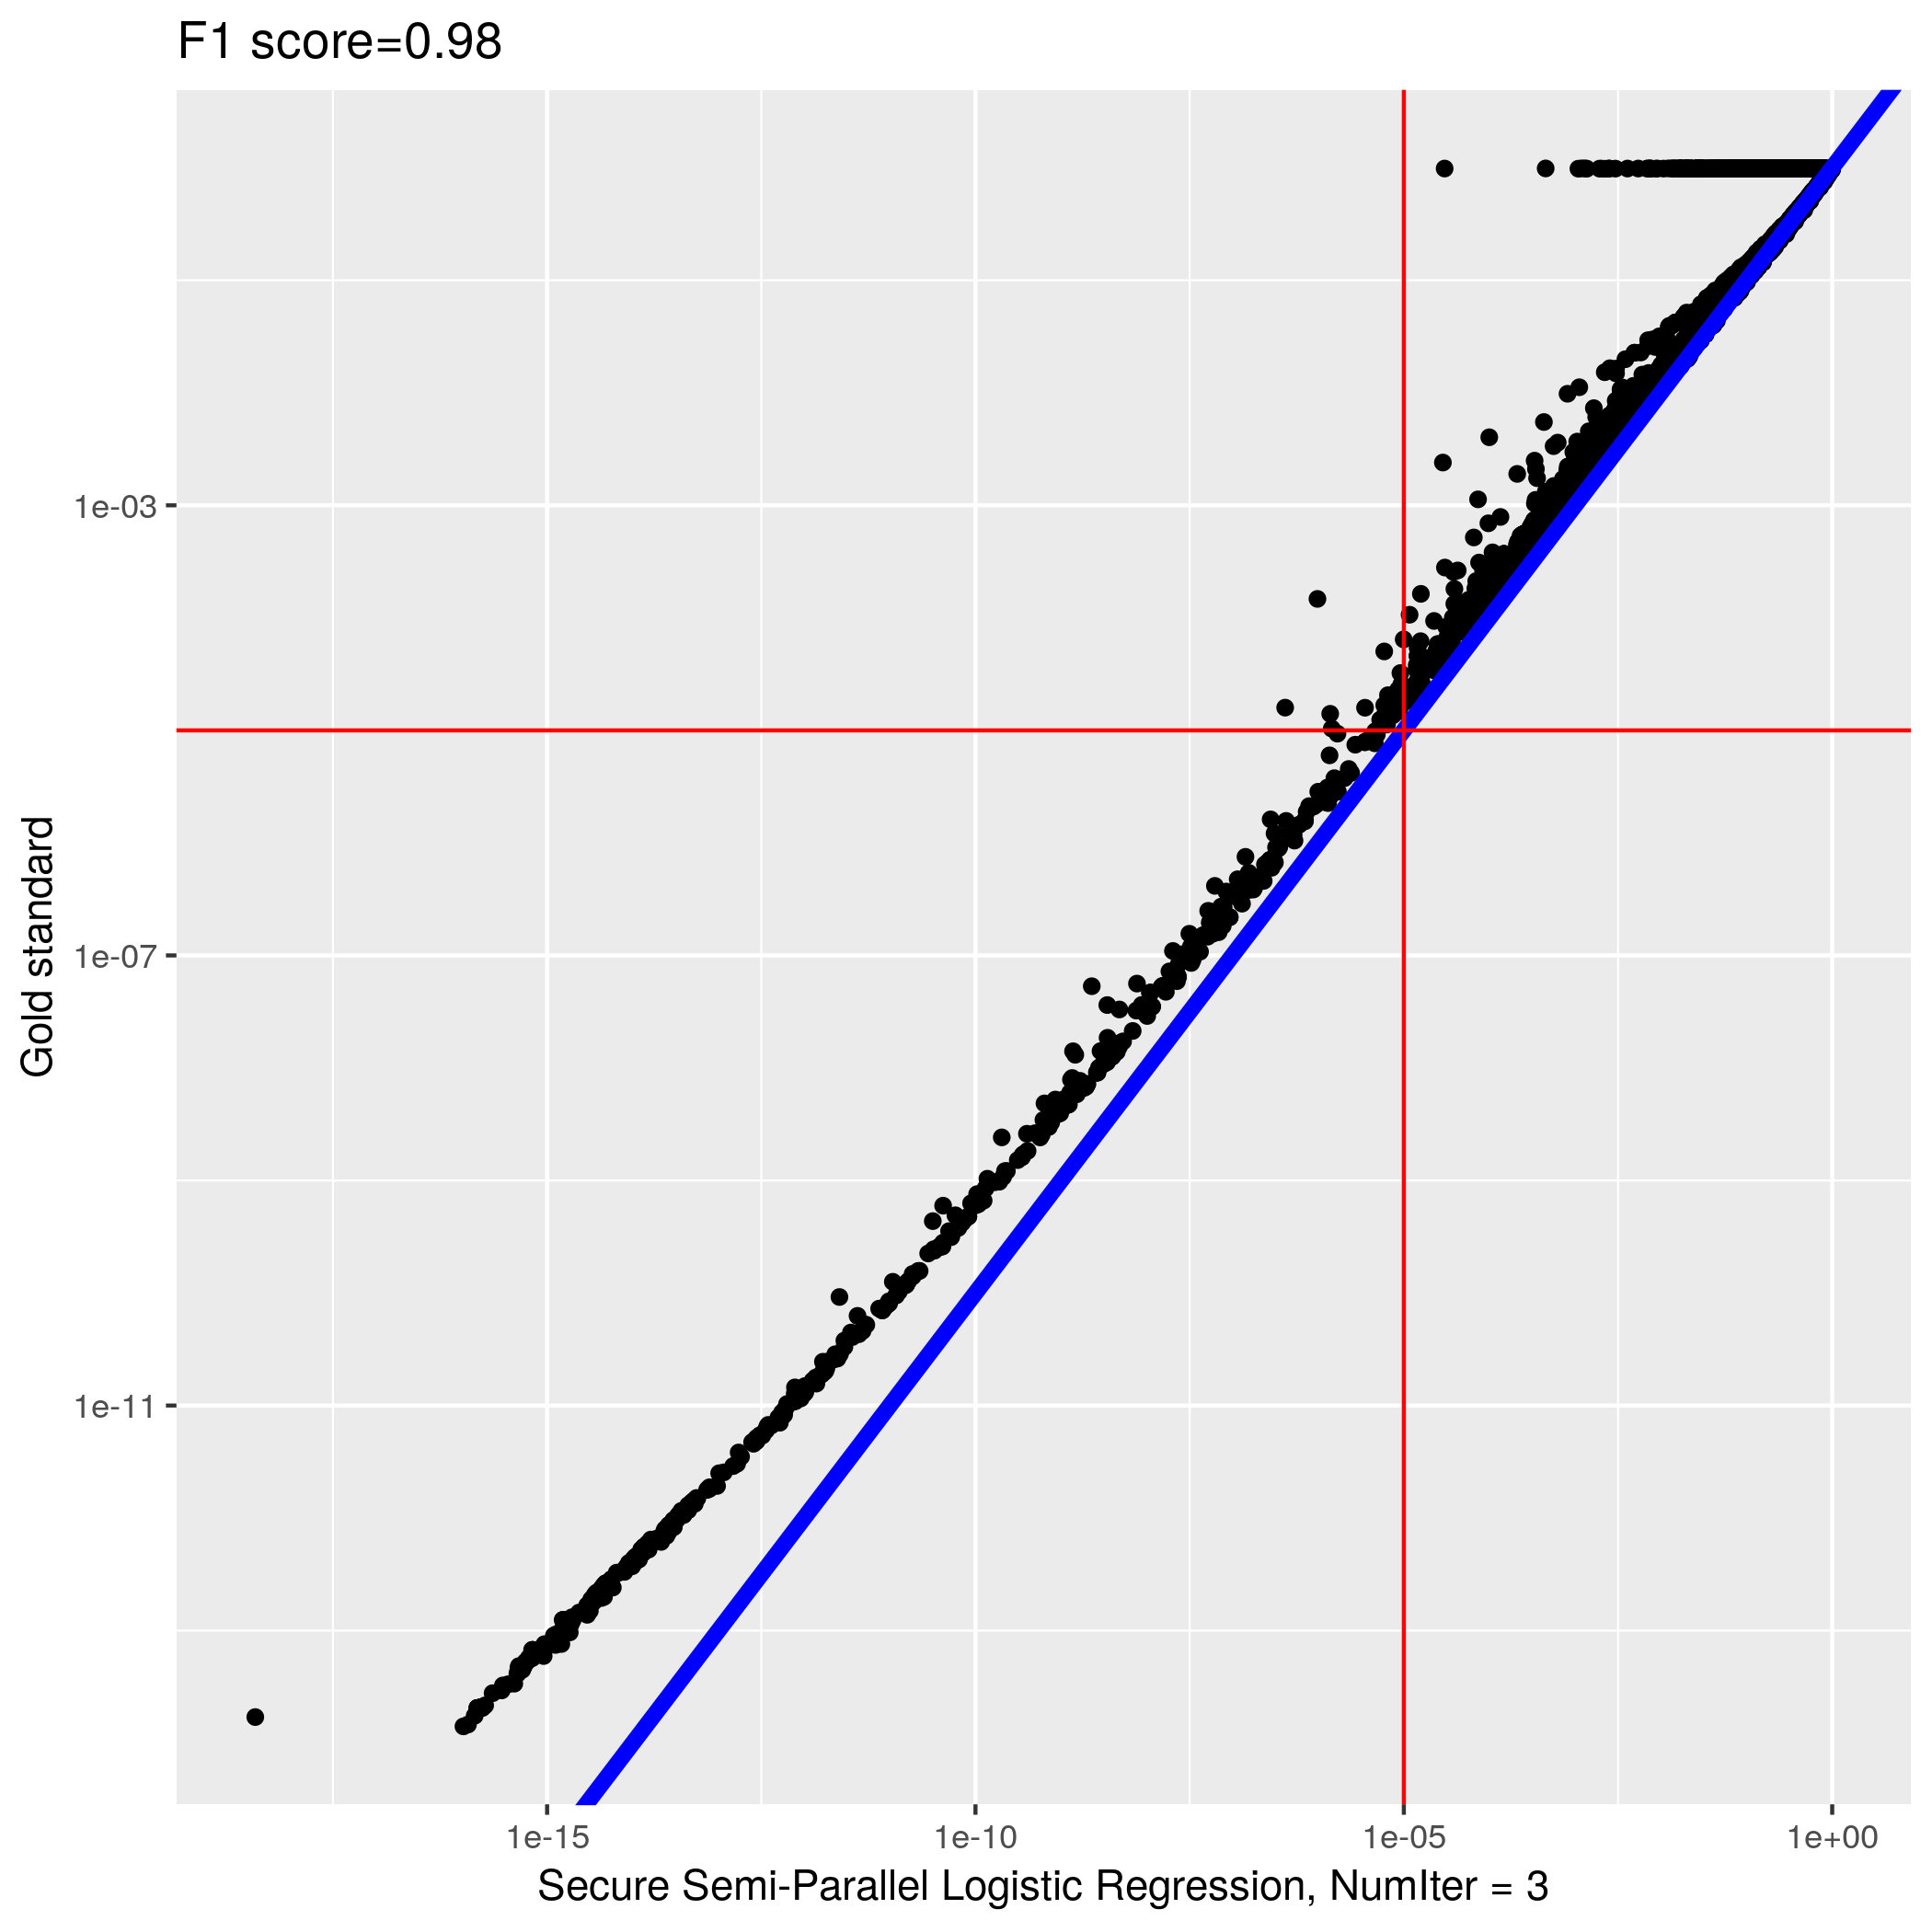 F1 score=0.98
Gold standard
1e-03
1e-07
1e-11
1e-15
1e-10
1e-05
1e+00
Secure Semi-Parallel Logistic Regression, NumIter = 3